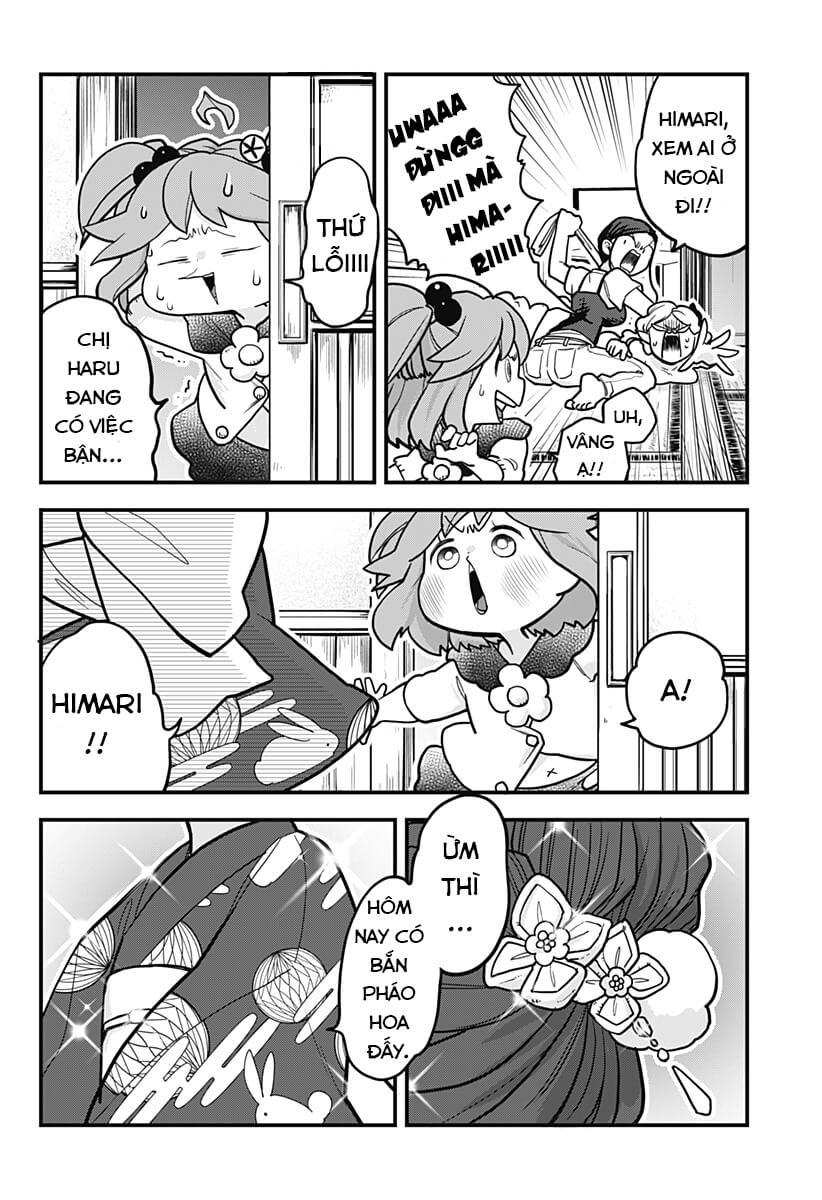 HIMARI,
XEM AI Ở
NGOÀI
ĐI!!
UWAAA
ĐỪNGG
ĐIIII MÀ
HIMA-
RIIIIII
UH,
VÂNG
Ạ!!
THỨ
LỖIIII
CHỊ
HARU
ĐANG
CÓ VIỆC
BẬN...
A!
HIMARI
!!
ỪM
THÌ
...
HÔM
NAY CÓ
BẮN
PHÁO
HOA
ĐẤY.